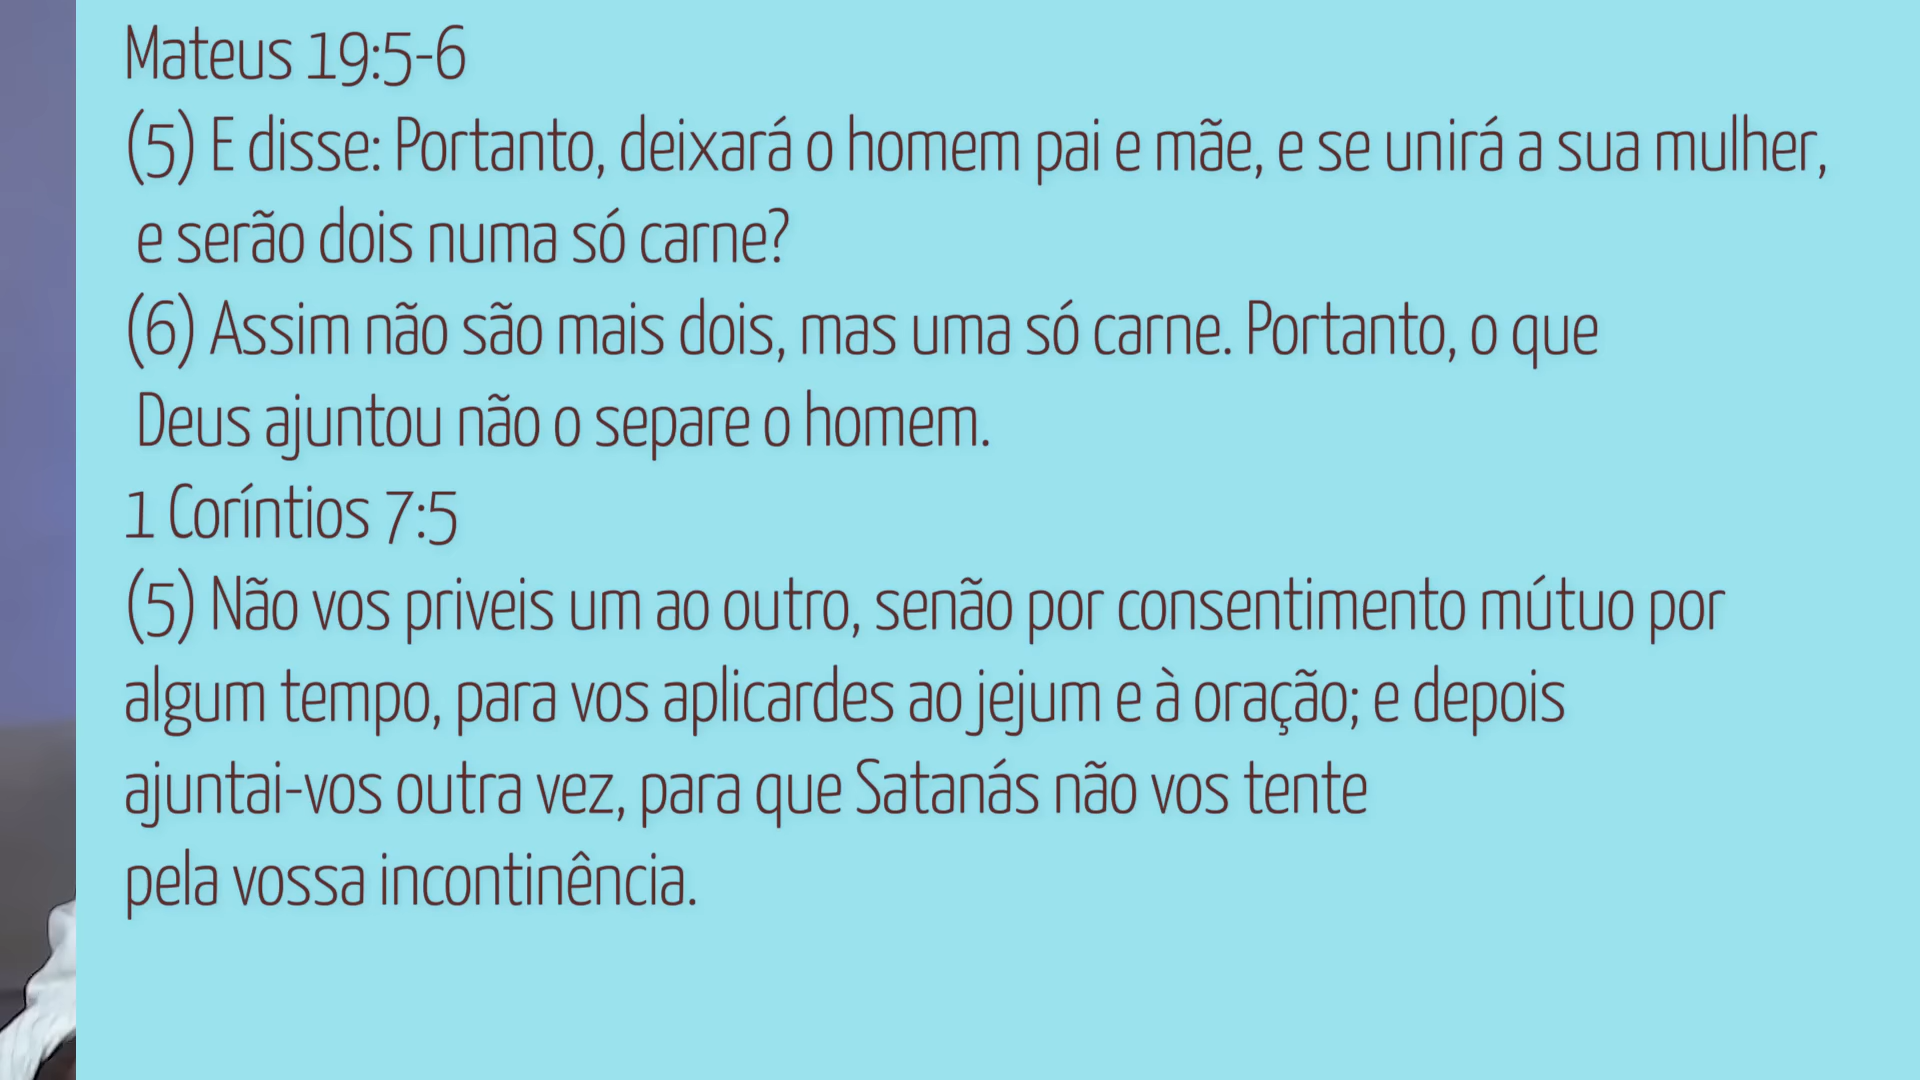 Mateus 19:5-6
(5) E disse: Portanto, deixará o homem pai e mãe, e se unirá a sua mulher,
e serão dois numa só carne?
(6) Assim não são mais dois, mas uma só carne. Portanto, o que
Deus ajuntou não o separe o homem.
1 Coríntios 7:5
(5) Não vos priveis um ao outro, senão por consentimento mútuo por
algum tempo, para vos aplicardes ao jejum e à oração; e depois
ajuntai-vos outra vez, para que Satanás não vos tente
pela vossa incontinência.